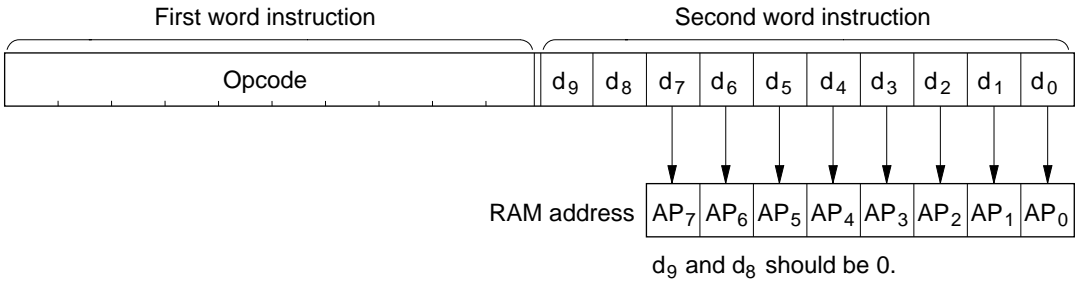 First word instruction Second word instruction
Opcode d9 d8 d7 d6 d5 d4 d3 d2 d1 d0
RAM address AP7 AP6 AP5 AP4 AP3 AP2 AP1 AP0
d9 and d8 should be 0.